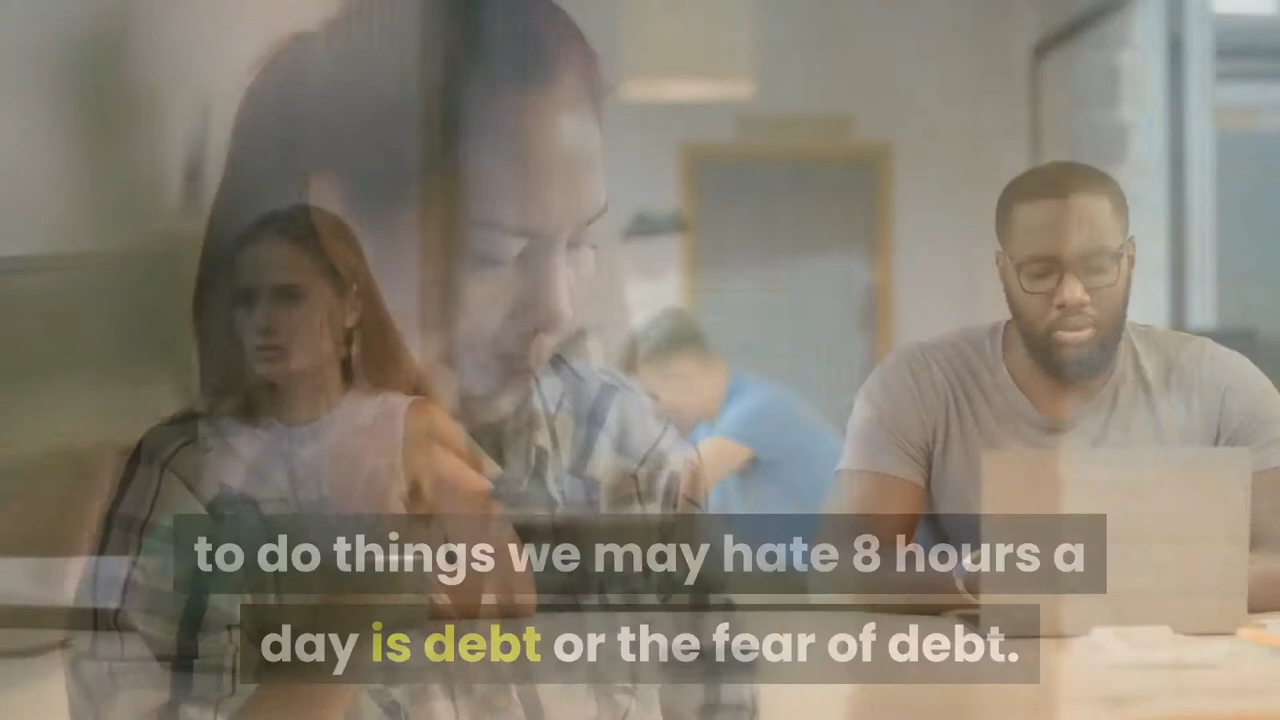 to do things we may hate 8 hours a
day is debt or the fear of debt.